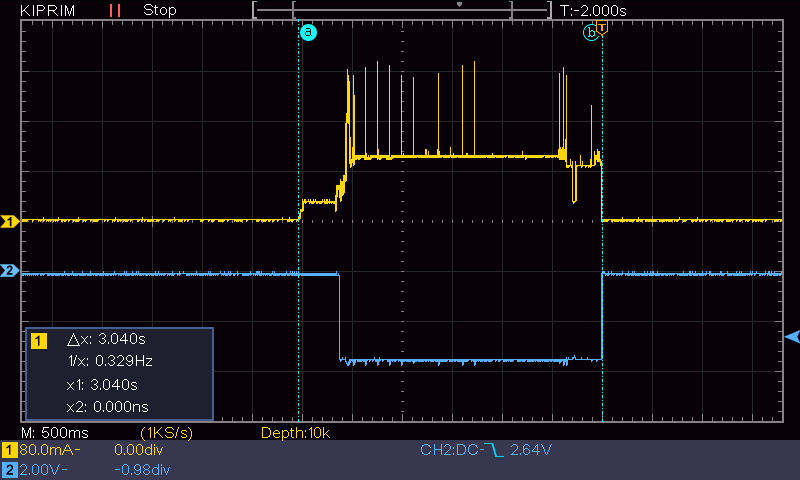 KIPRIM Stop T:-2.000s
a b T
1
2
1 △x: 3.040s
1/x: 0.329Hz
x1: 3.040s
x2: 0.000ns
M: 500ms (1KS/s) Depth:10k
1 80.0mA- 0.00div CH2:DC- 2.64V
2 2.00V- -0.98div